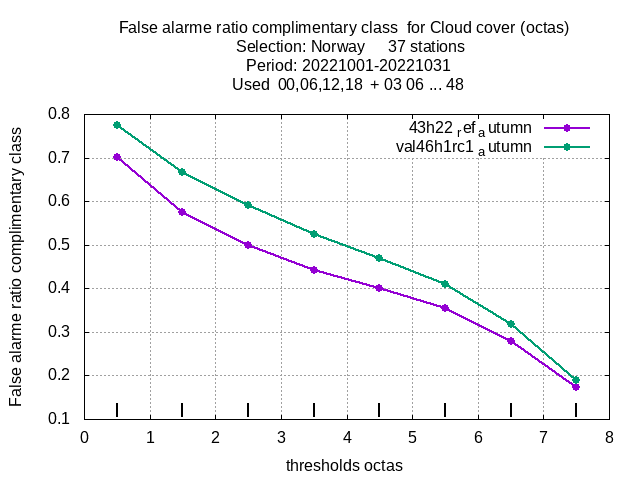 False alarme ratio complimentary class  for Cloud cover (octas)
Selection: Norway     37 stations
Period: 20221001-20221031
Used  00,06,12,18  + 03 06 ... 48
43h22 ref autumn
val46h1rc1 autumn
False alarme ratio complimentary class
0.8
0.7
0.6
0.5
0.4
0.3
0.2
0.1
0 1 2 3 4 5 6 7 8
thresholds octas